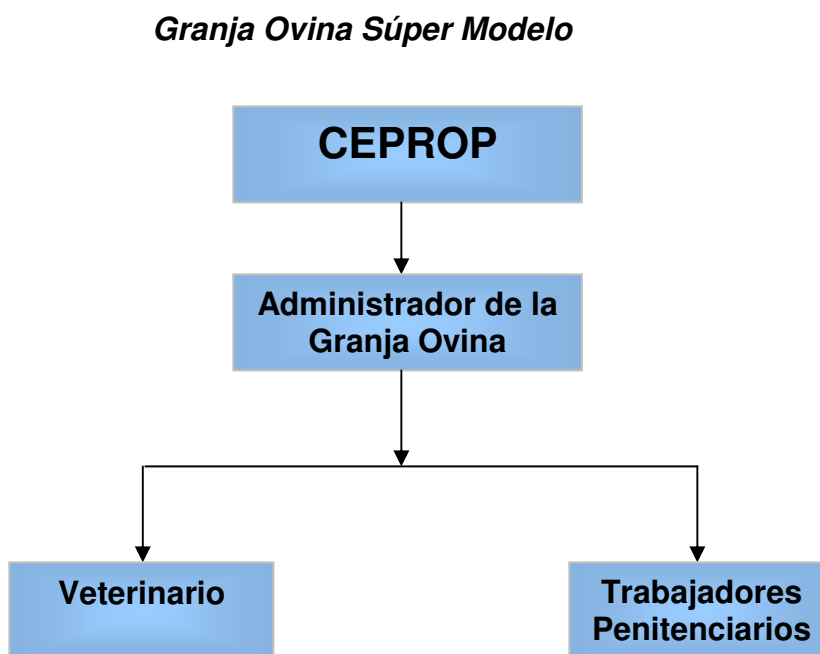 Granja Ovina Súper Modelo
CEPROP
Administrador de la
Granja Ovina
Veterinario
Trabajadores
Penitenciarios